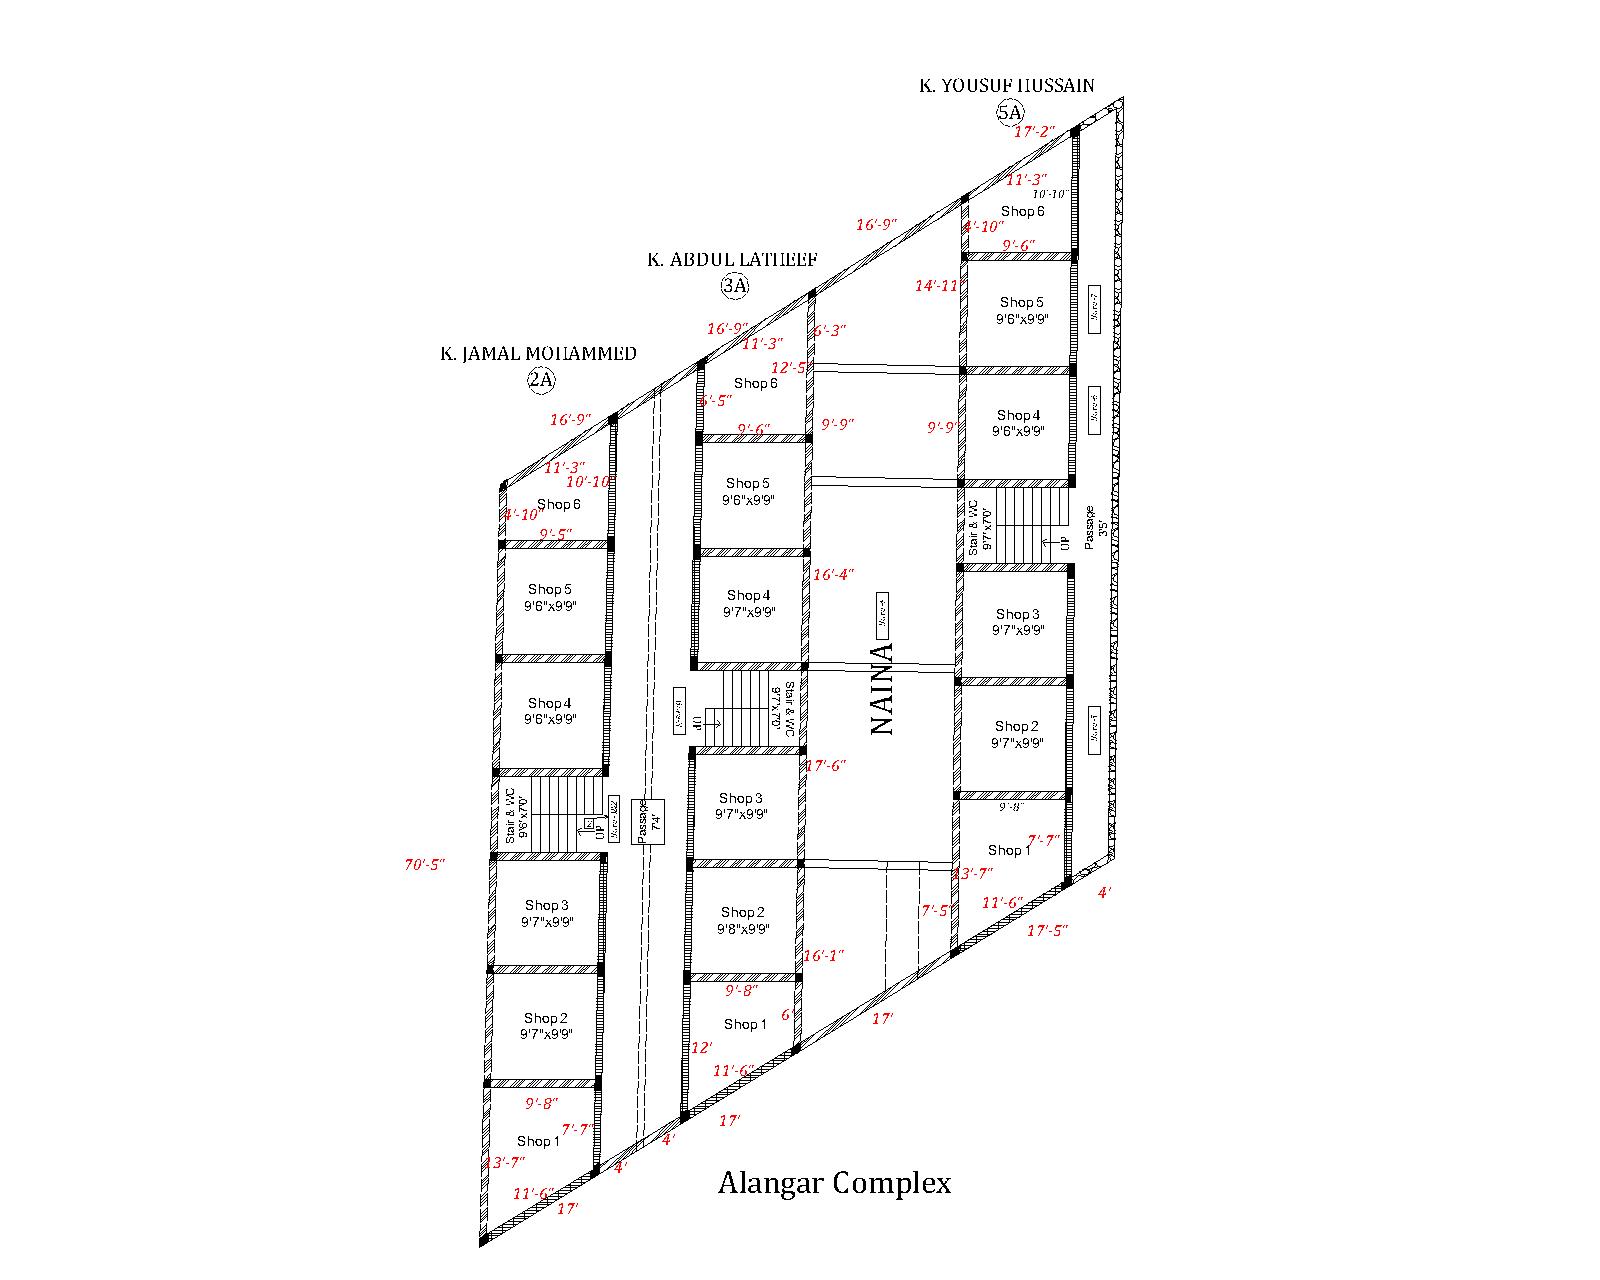 K. YOUSUF HUSSAIN
5A
17'-2"
11'-3"
10'-10"
Shop 6
4'-10"
9'-6"
16'-9"
14'-11"
Shop 5
9'6"x9'9"
Shop 4
9'6"x9'9"
9'-9"
Stair & WC
9'7"x7'0'
UP
Passage
3'5'
Shop 3
9'7"x9'9"
Shop 2
9'7"x9'9"
9'-8"
Shop 1
7'-7"
13'-7"
11'-6"
17'-5"
4'
7'-5"
K. ABDUL LATHEEF
3A
16'-9"
11'-3"
6'-3"
12'-5"
Shop 6
6'-5"
9'-6"
9'-9"
Shop 5
9'6"x9'9"
Shop 4
9'7"x9'9"
16'-4"
NAINA
Stair & WC
9'7"x7'0'
UP
17'-6"
Shop 3
9'7"x9'9"
Shop 2
9'8"x9'9"
16'-1"
9'-8"
6'
Shop 1
12'
11'-6"
17'
17'
K. JAMAL MOHAMMED
2A
16'-9"
11'-3"
10'-10"
Shop 6
4'-10"
9'-5"
Shop 5
9'6"x9'9"
Shop 4
9'6"x9'9"
Stair & WC
9'6"x7'0'
UP
Passage
7'4'
70'-5"
Shop 3
9'7"x9'9"
Shop 2
9'7"x9'9"
9'-8"
7'-7"
Shop 1
13'-7"
11'-6"
17'
4'
4'
Alangar Complex